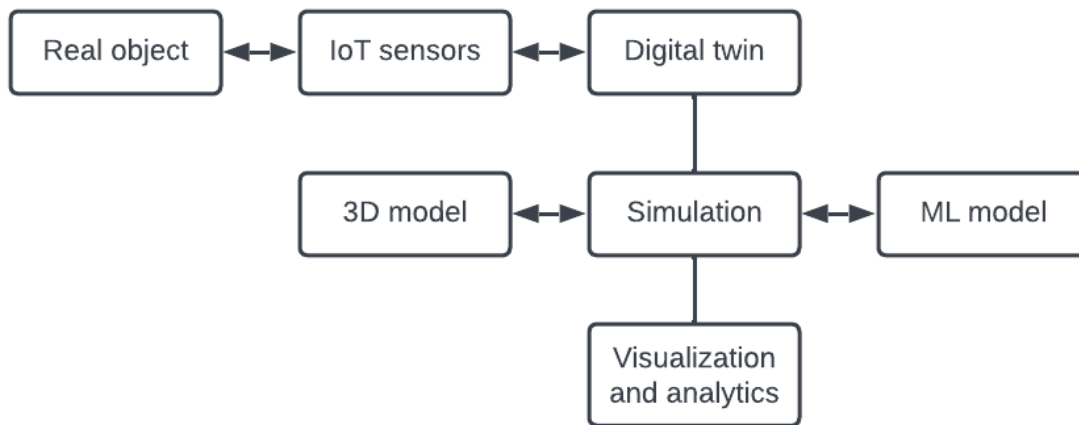 Real object
IoT sensors
Digital twin
3D model
Simulation
ML model
Visualization
and analytics